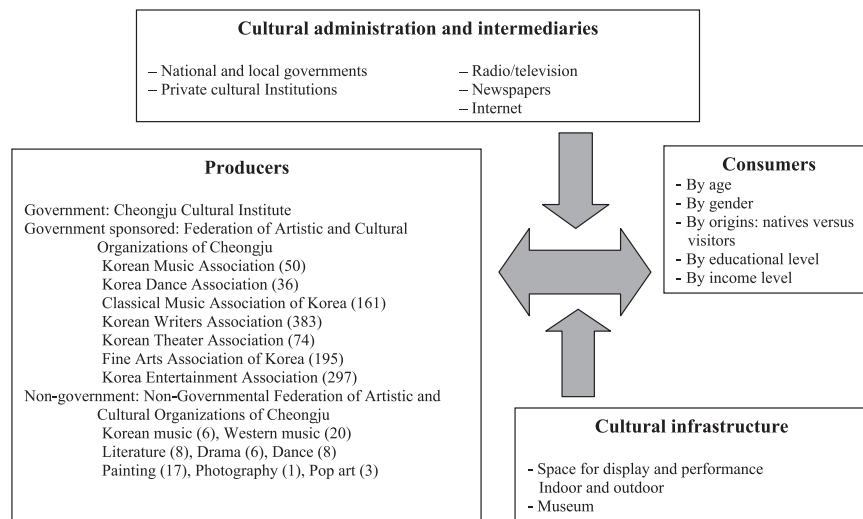 Cultural administration and intermediaries
– National and local governments
– Private cultural Institutions
– Radio/television
– Newspapers
– Internet
Producers
Government: Cheongju Cultural Institute
Government sponsored: Federation of Artistic and Cultural
Organizations of Cheongju
Korean Music Association (50)
Korea Dance Association (36)
Classical Music Association of Korea (161)
Korean Writers Association (383)
Korean Theater Association (74)
Fine Arts Association of Korea (195)
Korea Entertainment Association (297)
Non-government: Non-Governmental Federation of Artistic and
Cultural Organizations of Cheongju
Korean music (6), Western music (20)
Literature (8), Drama (6), Dance (8)
Painting (17), Photography (1), Pop art (3)
Consumers
- By age
- By gender
- By origins: natives versus
visitors
- By educational level
- By income level
Cultural infrastructure
- Space for display and performance
Indoor and outdoor
- Museum